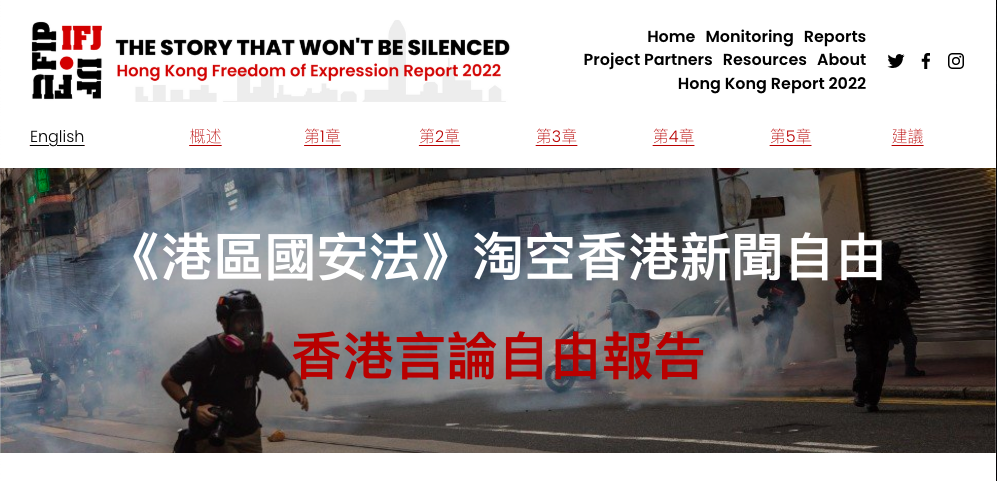 IFJ
FIP
THE STORY THAT WON'T BE SILENCED
Hong Kong Freedom of Expression Report 2022
Home Monitoring Reports
Project Partners Resources About
Hong Kong Report 2022
English 概述 第1章 第2章 第3章 第4章 第5章 建議
《港區國安法》淘空香港新聞自由
香港言論自由報告